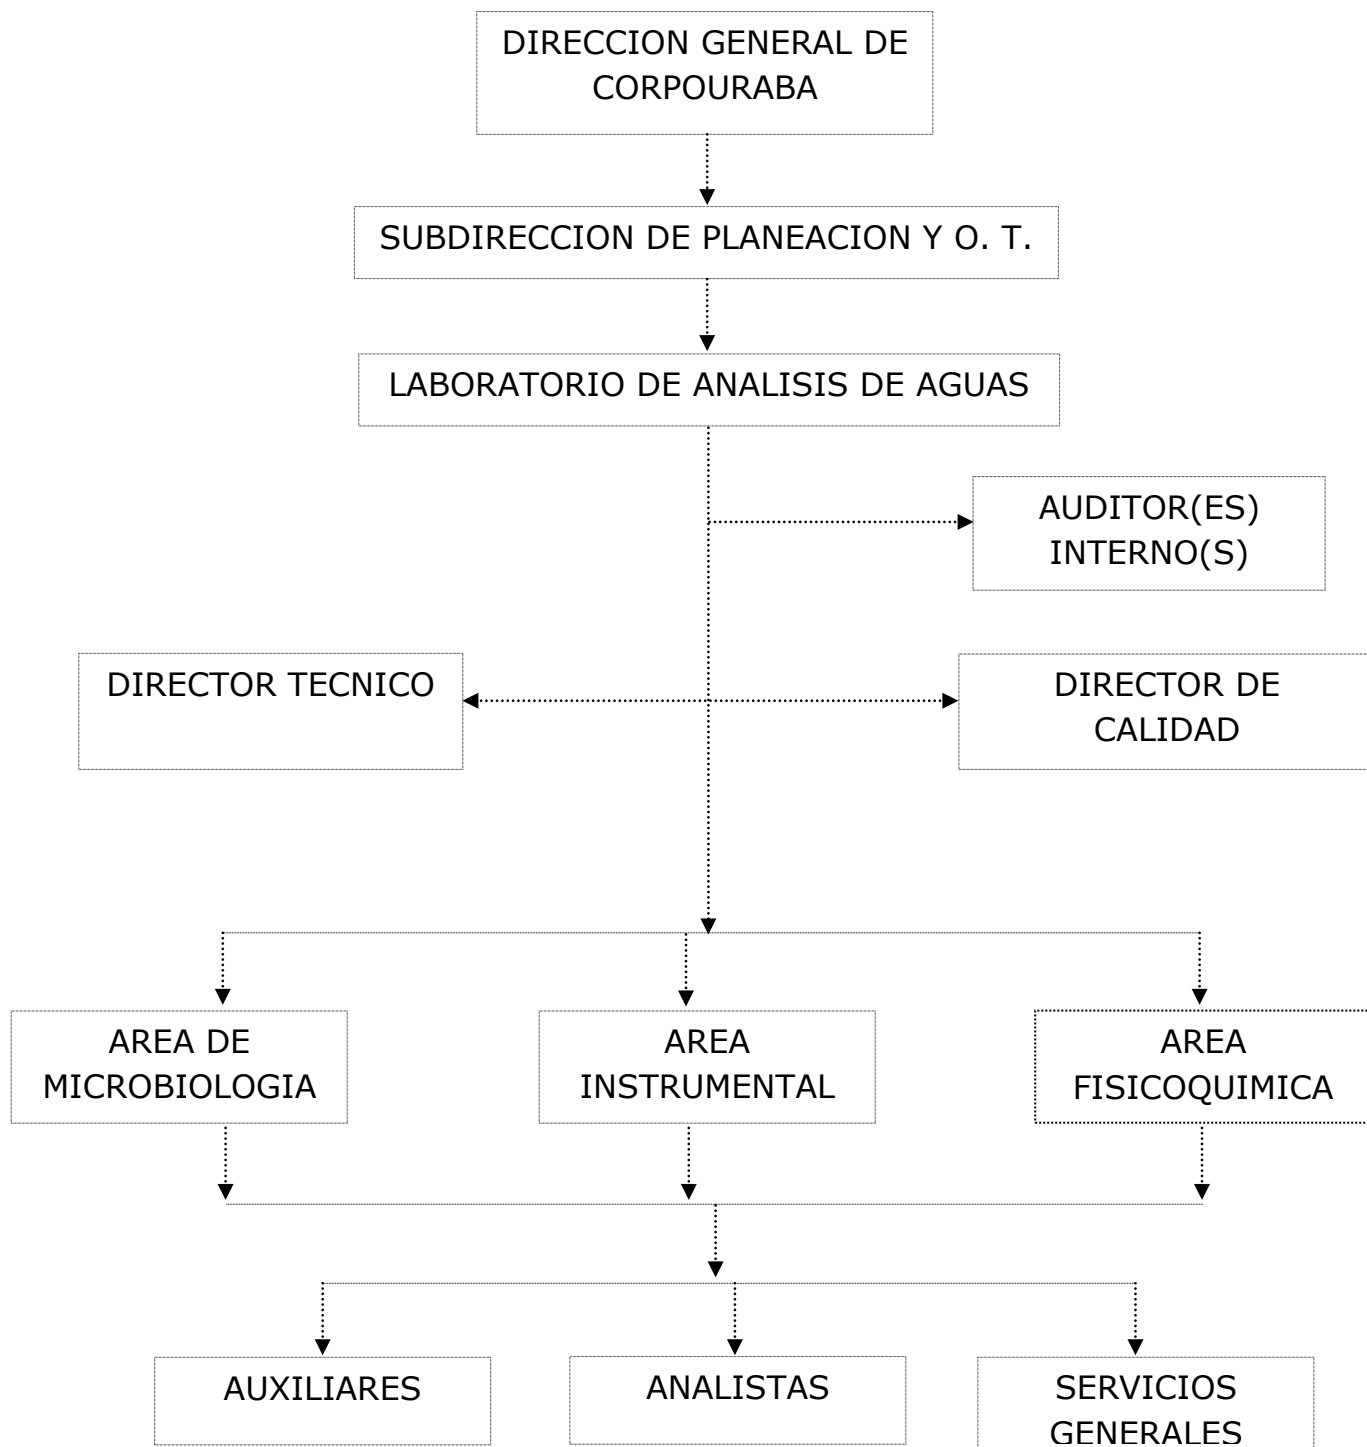 DIRECCION GENERAL DE
CORPOURABA
SUBDIRECCION DE PLANEACION Y O. T.
LABORATORIO DE ANALISIS DE AGUAS
AUDITOR(ES)
INTERNO(S)
DIRECTOR TECNICO
DIRECTOR DE
CALIDAD
AREA DE
MICROBIOLOGIA
AREA
INSTRUMENTAL
AREA
FISICOQUIMICA
AUXILIARES
ANALISTAS
SERVICIOS
GENERALES